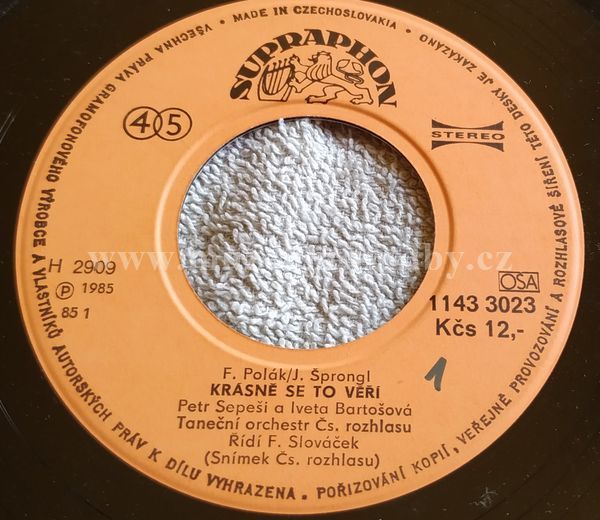 VŠECHNA PRÁVA GRAMOFONOVÉHO VÝROBCE A VLASTNÍKŮ AUTORSKÝCH PRÁV K DÍLU VYHRAZENA. POŘIZOVÁNÍ KOPIÍ, VEŘEJNÉ PROVOZOVÁNÍ A ROZHLASOVÉ ŠÍŘENÍ TÉTO DESKY JE ZAKÁZÁNO • MADE IN CZECHOSLOVAKIA •
SUPRAPHON
45
STEREO
H 2909
Ⓟ 1985
85 1
OSA
1143 3023
Kčs 12,-
F. Polák/J. Šprongl
KRÁSNĚ SE TO VĚŘÍ
Petr Sepeši a Iveta Bartošová
Taneční orchestr Čs. rozhlasu
Řídí F. Slováček
(Snímek Čs. rozhlasu)
1